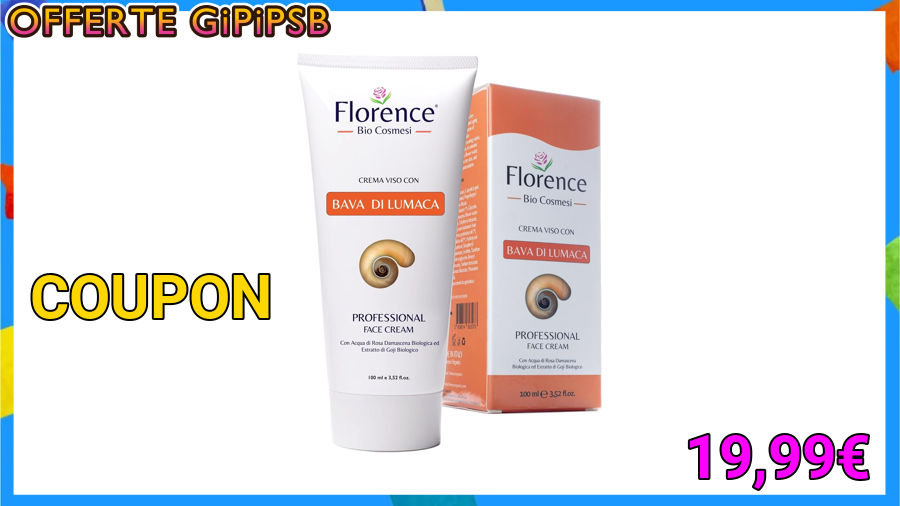 OFFERTE GiPiPSB
Florence®
Bio Cosmesi
CREMA VISO CON
BAVA DI LUMACA
PROFESSIONAL
FACE CREAM
Con Acqua di Rosa Damascena Biologica ed
Estratto di Goji Biologico
100 ml e 3,52 fl.oz.
Florence
Bio Cosmesi
CREMA VISO CON
BAVA DI LUMACA
PROFESSIONAL
FACE CREAM
Con Acqua di Rosa Damascena
Biologica ed Estratto di Goji Biologico
100 ml e 3,52 fl.oz.
COUPON
19,99€